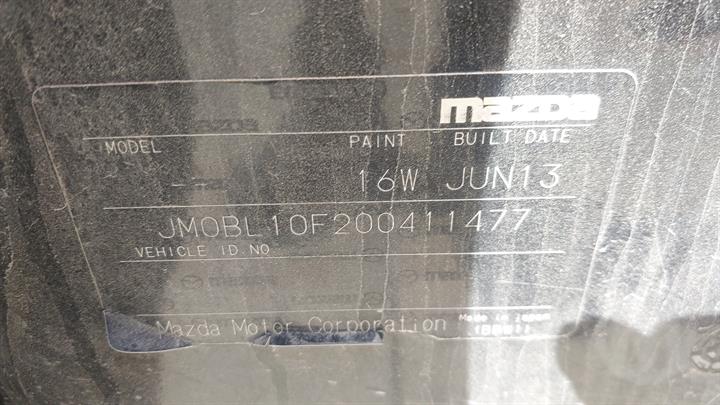 mazda
MODEL PAINT BUILT DATE
16W JUN13
JM0BL10F200411477
VEHICLE ID.NO
Mazda Motor Corporation Made in Japan